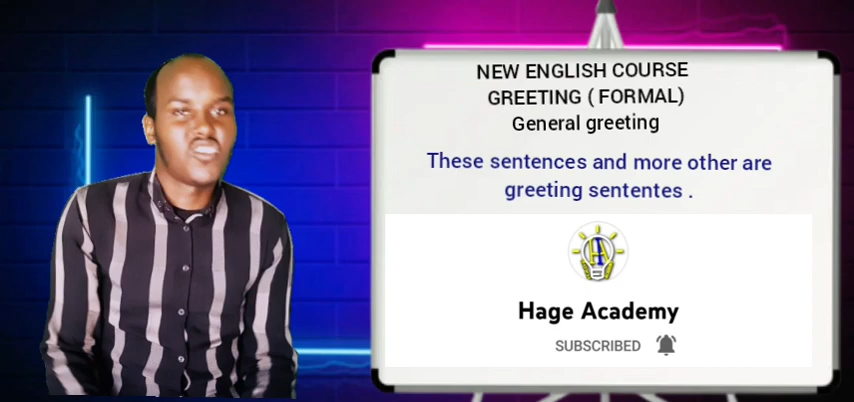 NEW ENGLISH COURSE
GREETING ( FORMAL)
General greeting
These sentences and more other are
greeting sententes .
Hage Academy
SUBSCRIBED